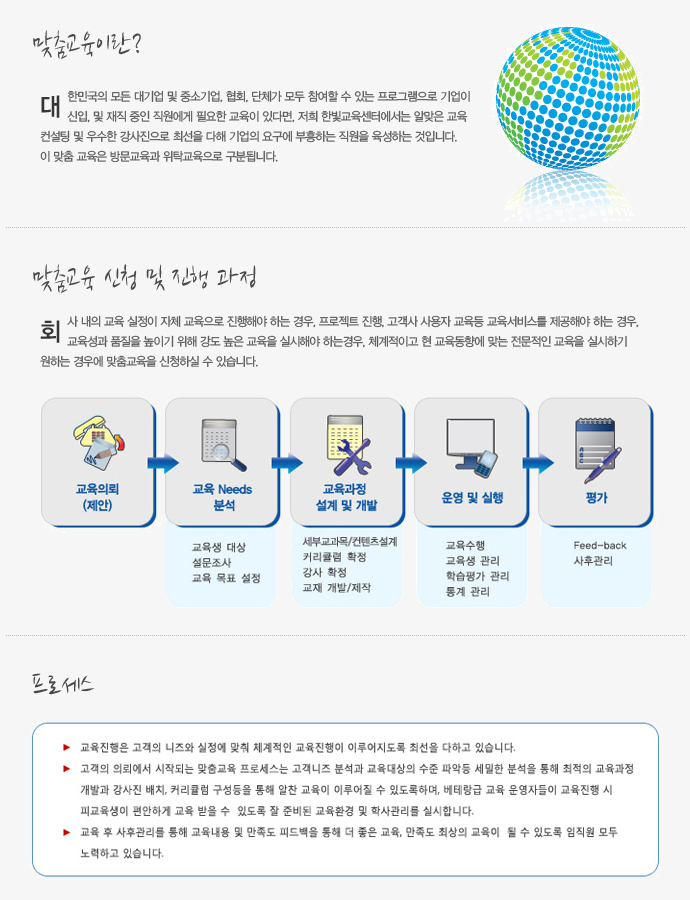 맞춤교육이란?
대한민국의 모든 대기업 및 중소기업, 협회, 단체가 모두 참여할 수 있는 프로그램으로 기업이
신입, 및 재직 중인 직원에게 필요한 교육이 있다면, 저희 한빛교육센터에서는 알맞은 교육
컨설팅 및 우수한 강사진으로 최선을 다해 기업의 요구에 부흥하는 직원을 육성하는 것입니다.
이 맞춤 교육은 방문교육과 위탁교육으로 구분됩니다.
맞춤교육 신청 및 진행 과정
회사 내의 교육 실정이 자체 교육으로 진행해야 하는 경우, 프로젝트 진행, 고객사 사용자 교육등 교육서비스를 제공해야 하는 경우,
교육성과 품질을 높이기 위해 강도 높은 교육을 실시해야 하는경우, 체계적이고 현 교육동향에 맞는 전문적인 교육을 실시하기
원하는 경우에 맞춤교육을 신청하실 수 있습니다.
교육의뢰
(제안)
교육 Needs
분석
교육생 대상
설문조사
교육 목표 설정
교육과정
설계 및 개발
세부교과목/컨텐츠설계
커리큘럼 확정
강사 확정
교재 개발/제작
운영 및 실행
교육수행
교육생 관리
학습평가 관리
통계 관리
평가
Feed-back
사후관리
프로세스
► 교육진행은 고객의 니즈와 실정에 맞춰 체계적인 교육진행이 이루어지도록 최선을 다하고 있습니다.
► 고객의 의뢰에서 시작되는 맞춤교육 프로세스는 고객니즈 분석과 교육대상의 수준 파악등 세밀한 분석을 통해 최적의 교육과정
개발과 강사진 배치, 커리큘럼 구성등을 통해 알찬 교육이 이루어질 수 있도록하며, 베테랑급 교육 운영자들이 교육진행 시
피교육생이 편안하게 교육 받을 수 있도록 잘 준비된 교육환경 및 학사관리를 실시합니다.
► 교육 후 사후관리를 통해 교육내용 및 만족도 피드백을 통해 더 좋은 교육, 만족도 최상의 교육이 될 수 있도록 임직원 모두
노력하고 있습니다.